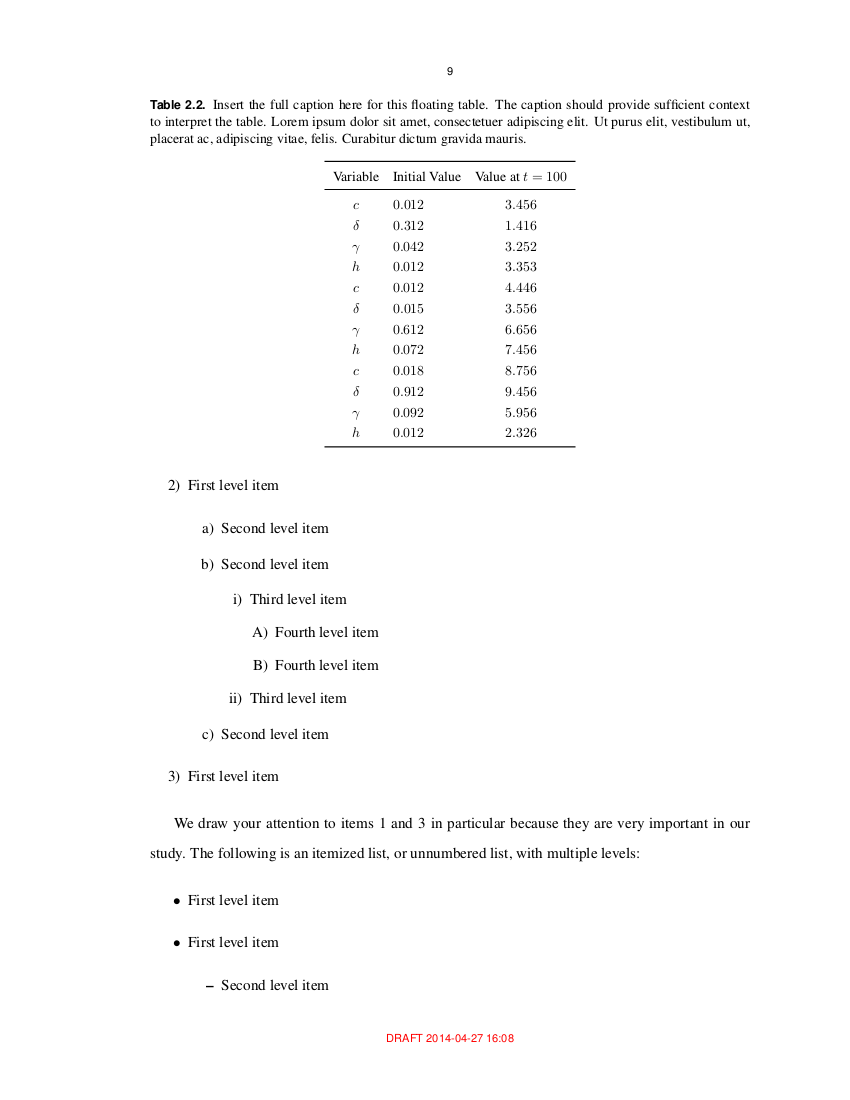 9
Table 2.2. Insert the full caption here for this floating table. The caption should provide sufficient context
to interpret the table. Lorem ipsum dolor sit amet, consectetuer adipiscing elit. Ut purus elit, vestibulum ut,
placerat ac, adipiscing vitae, felis. Curabitur dictum gravida mauris.
Variable Initial Value Value at t = 100
c 0.012 3.456
δ 0.312 1.416
γ 0.042 3.252
h 0.012 3.353
c 0.012 4.446
δ 0.015 3.556
γ 0.612 6.656
h 0.072 7.456
c 0.018 8.756
δ 0.912 9.456
γ 0.092 5.956
h 0.012 2.326
2) First level item
a) Second level item
b) Second level item
i) Third level item
A) Fourth level item
B) Fourth level item
ii) Third level item
c) Second level item
3) First level item
We draw your attention to items 1 and 3 in particular because they are very important in our
study. The following is an itemized list, or unnumbered list, with multiple levels:
• First level item
• First level item
– Second level item
DRAFT 2014-04-27 16:08